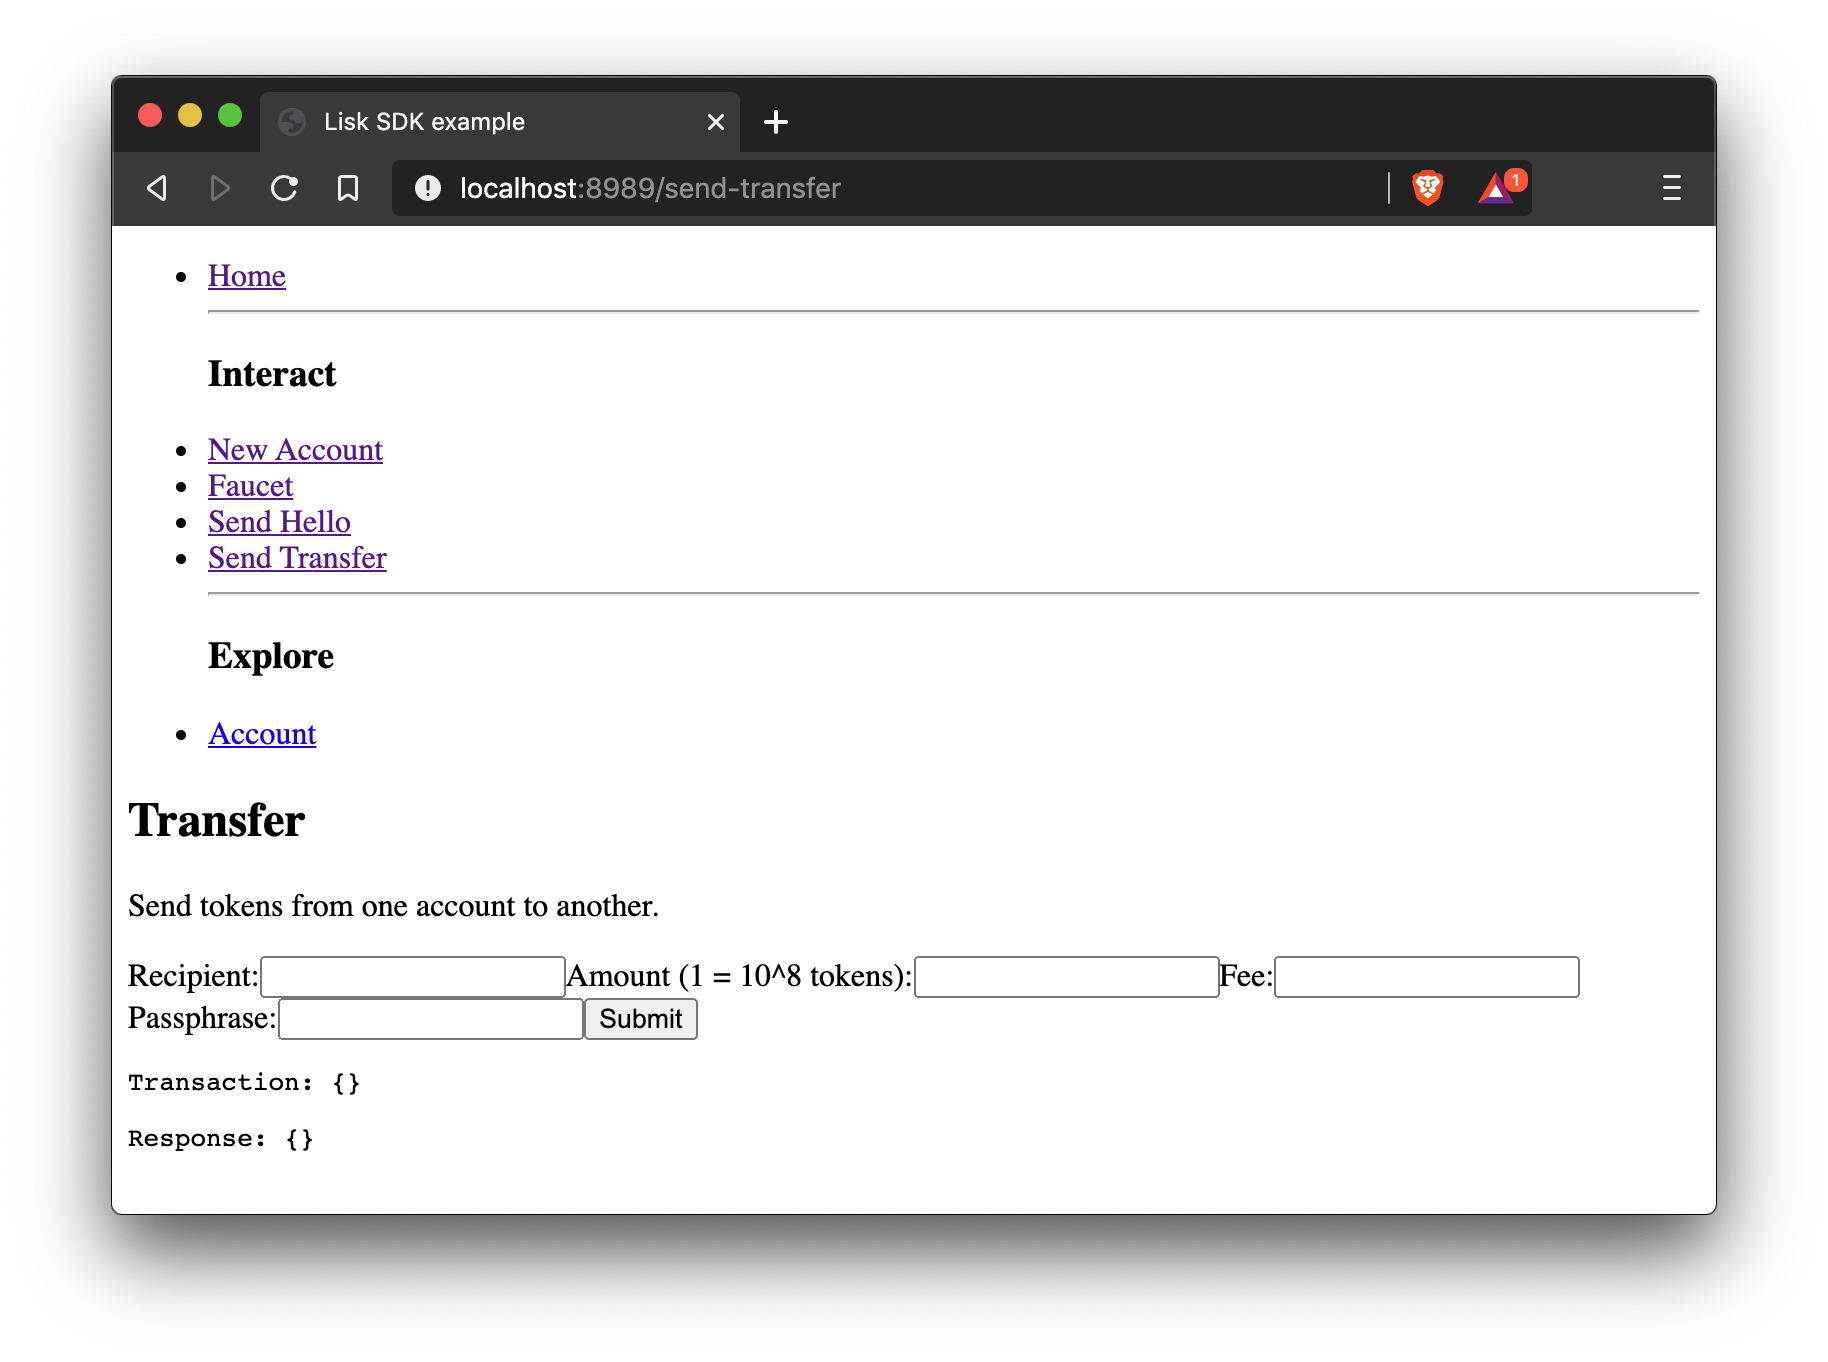 Lisk SDK example
localhost:8989/send-transfer
1
Home
Interact
New Account
Faucet
Send Hello
Send Transfer
Explore
Account
Transfer
Send tokens from one account to another.
Recipient: Amount (1 = 10^8 tokens): Fee:
Passphrase: Submit
Transaction: {}
Response: {}